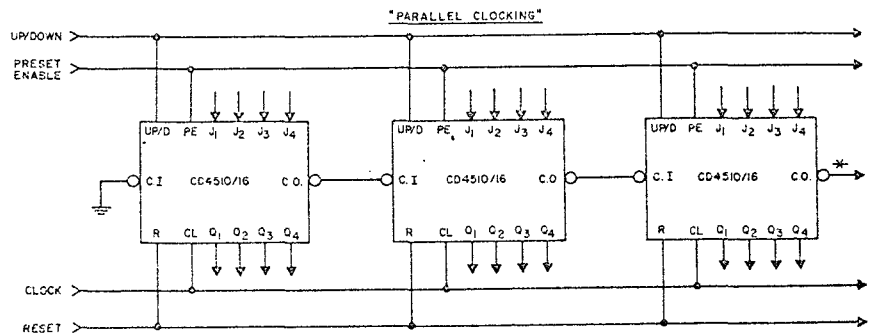 "PARALLEL CLOCKING"
UP/DOWN
PRESET
ENABLE
UP/D PE J1 J2 J3 J4
UP/D PE J1 J2 J3 J4
UP/D PE J1 J2 J3 J4
C.I CD4510/16 C.O.
C.I CD4510/16 C.O
C.I CD4510/16 C.O.
*
R CL Q1 Q2 Q3 Q4
R CL Q1 Q2 Q3 Q4
R CL Q1 Q2 Q3 Q4
CLOCK
RESET